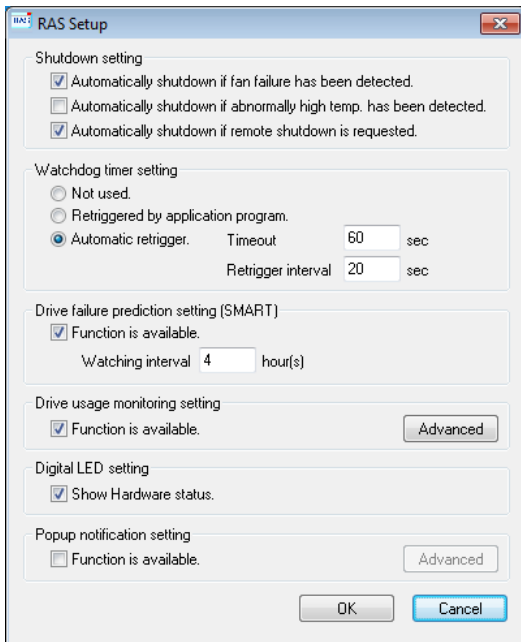 RAS Setup
Shutdown setting
Automatically shutdown if fan failure has been detected.
Automatically shutdown if abnormally high temp. has been detected.
Automatically shutdown if remote shutdown is requested.
Watchdog timer setting
Not used.
Retriggered by application program.
Automatic retrigger. Timeout 60 sec
Retrigger interval 20 sec
Drive failure prediction setting (SMART)
Function is available.
Watching interval 4 hour(s)
Drive usage monitoring setting
Function is available. Advanced
Digital LED setting
Show Hardware status.
Popup notification setting
Function is available. Advanced
OK Cancel